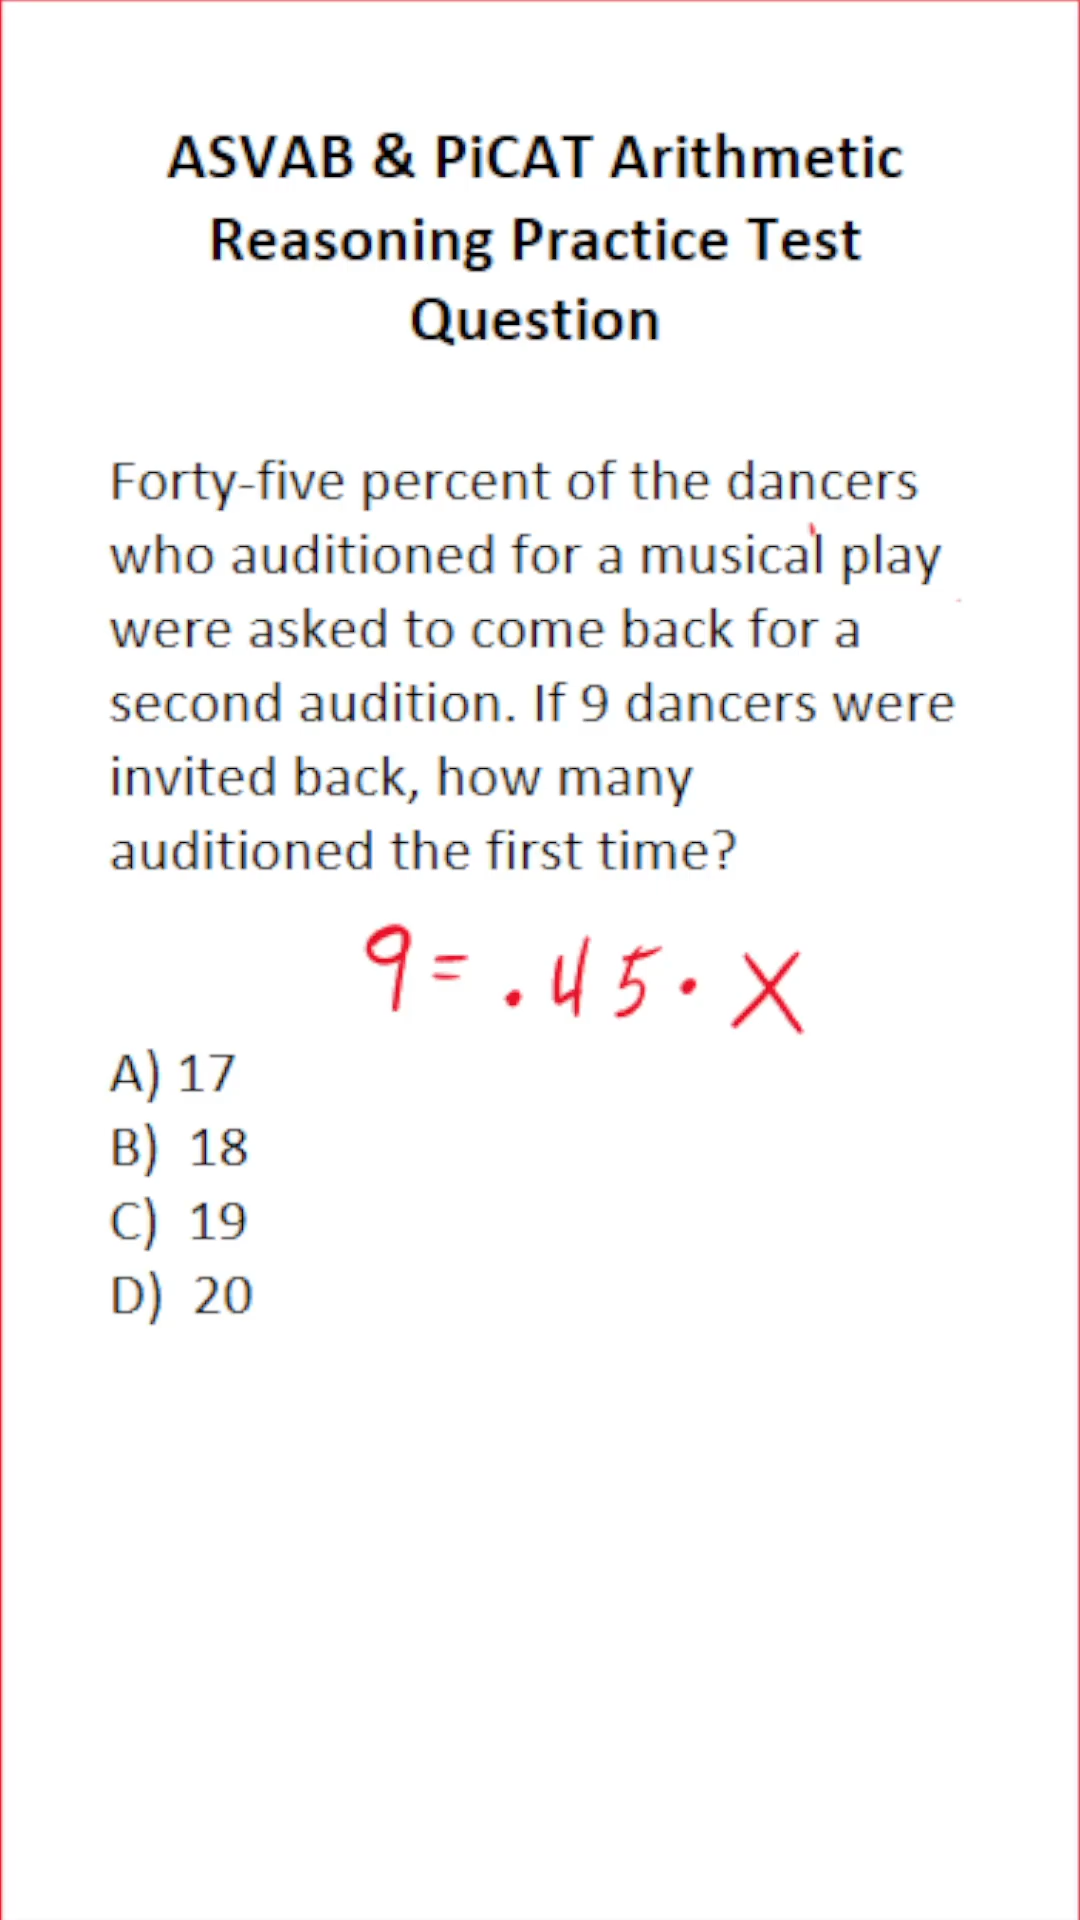 ASVAB & PiCAT Arithmetic
Reasoning Practice Test
Question
Forty-five percent of the dancers
who auditioned for a musical play
were asked to come back for a
second audition. If 9 dancers were
invited back, how many
auditioned the first time?
9 = .45 · X
A) 17
B) 18
C) 19
D) 20